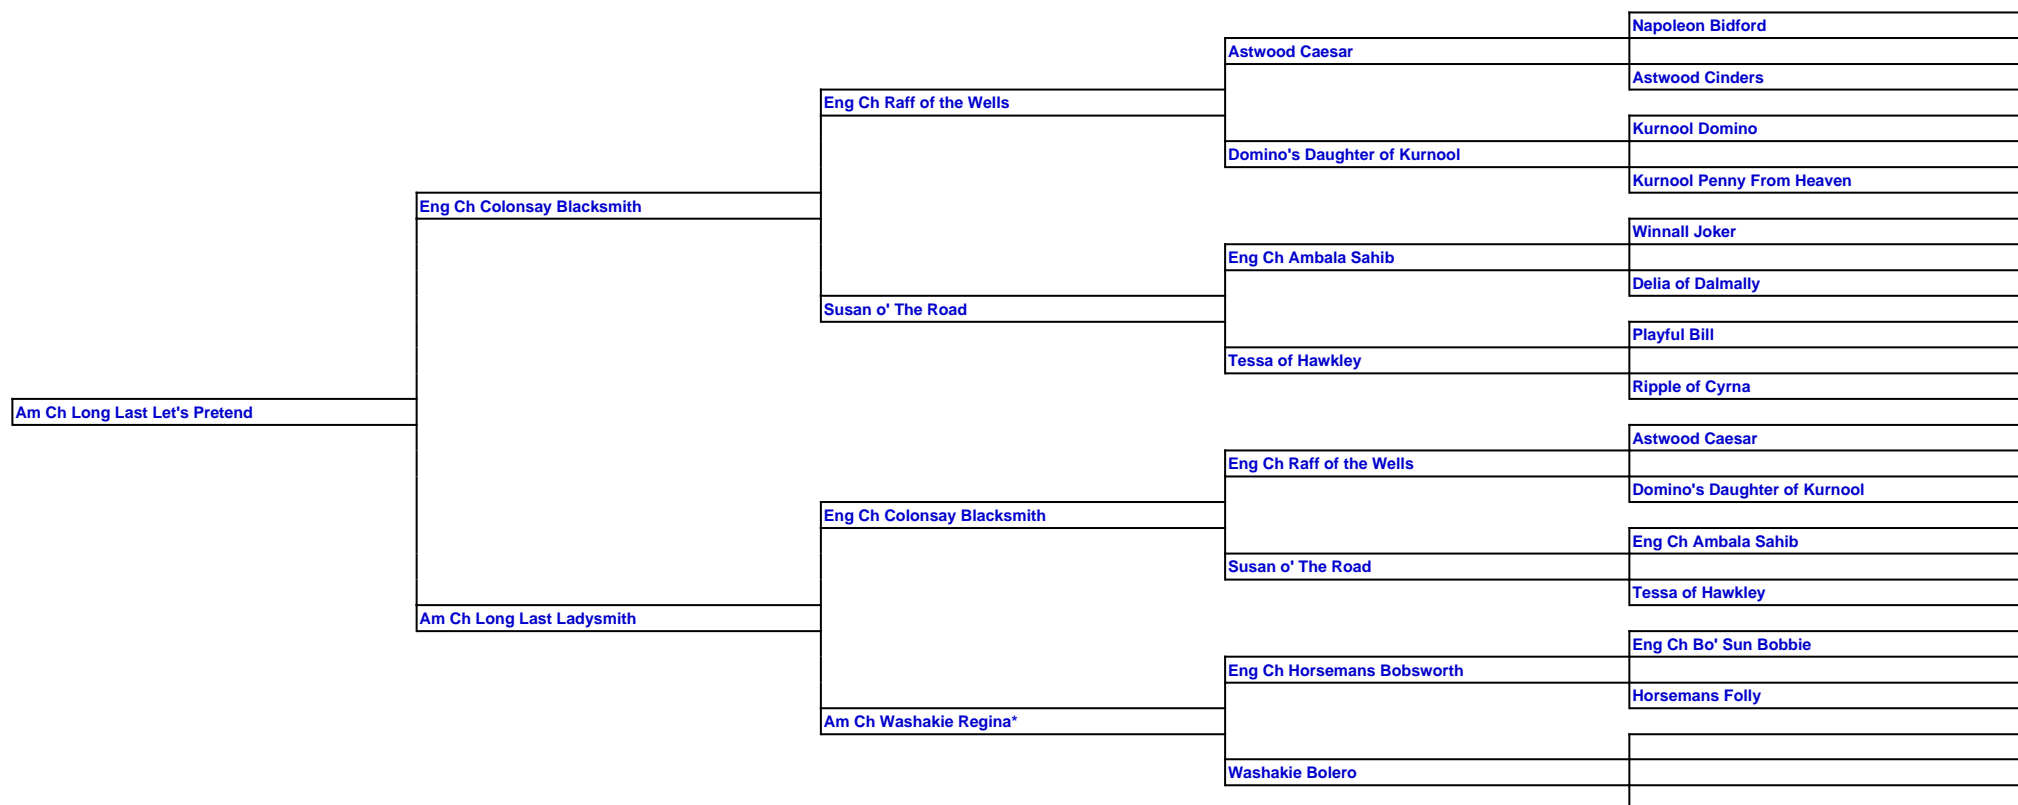 Napoleon Bidford
Astwood Caesar
Astwood Cinders
Eng Ch Raff of the Wells
Kurnool Domino
Domino's Daughter of Kurnool
Kurnool Penny From Heaven
Eng Ch Colonsay Blacksmith
Winnall Joker
Eng Ch Ambala Sahib
Delia of Dalmally
Susan o' The Road
Playful Bill
Tessa of Hawkley
Ripple of Cyrna
Am Ch Long Last Let's Pretend
Astwood Caesar
Eng Ch Raff of the Wells
Domino's Daughter of Kurnool
Eng Ch Colonsay Blacksmith
Eng Ch Ambala Sahib
Susan o' The Road
Tessa of Hawkley
Am Ch Long Last Ladysmith
Eng Ch Bo' Sun Bobbie
Eng Ch Horsemans Bobsworth
Horsemans Folly
Am Ch Washakie Regina*
Washakie Bolero